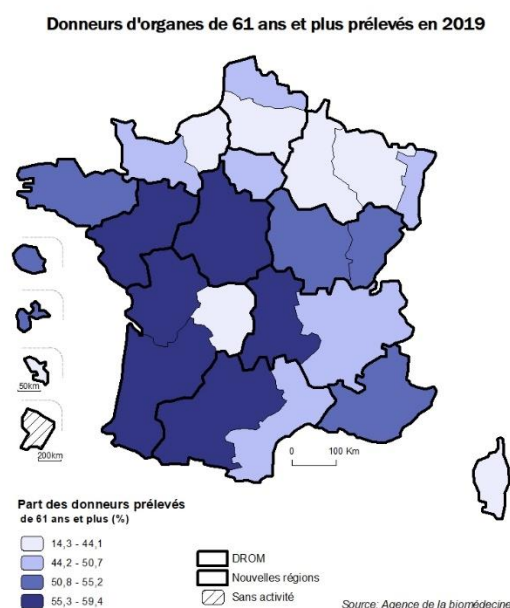 Donneurs d'organes de 61 ans et plus prélevés en 2019
50km
200km
0 100 Km
Part des donneurs prélevés
de 61 ans et plus (%)
14,3 - 44,1
44,2 - 50,7
50,8 - 55,2
55,3 - 59,4
DROM
Nouvelles régions
Sans activité
Source: Agence de la biomédecine